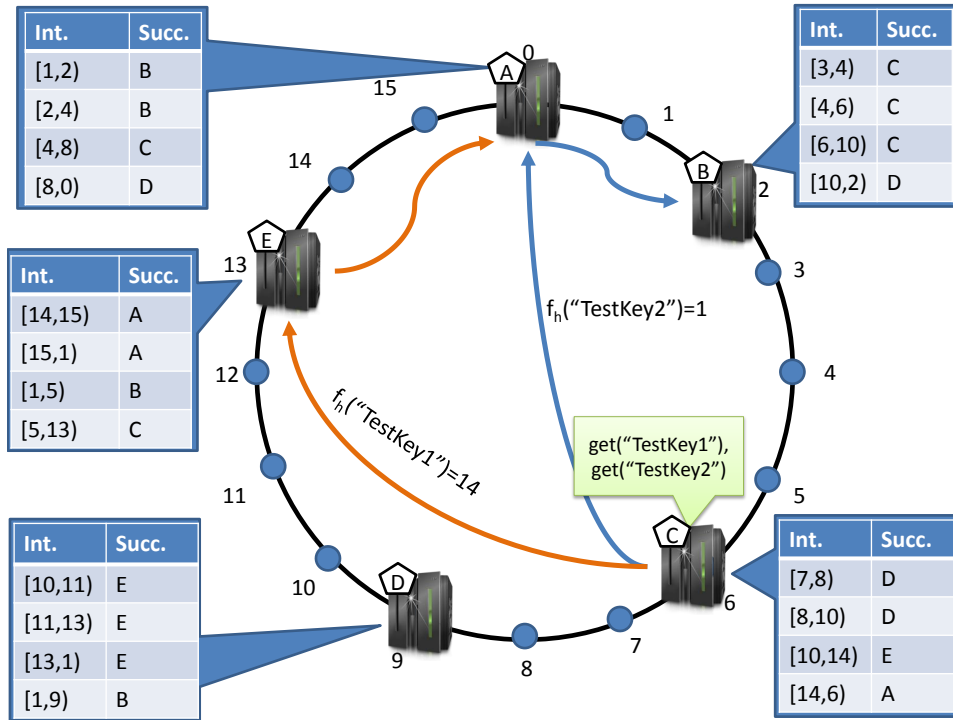 Int. Succ.
[1,2) B
[2,4) B
[4,8) C
[8,0) D
Int. Succ.
[3,4) C
[4,6) C
[6,10) C
[10,2) D
Int. Succ.
[14,15) A
[15,1) A
[1,5) B
[5,13) C
Int. Succ.
[10,11) E
[11,13) E
[13,1) E
[1,9) B
Int. Succ.
[7,8) D
[8,10) D
[10,14) E
[14,6) A
A
0
1
B
2
3
4
5
C
6
7
8
D
9
10
11
12
E
13
14
15
fh("TestKey2")=1
fh("TestKey1")=14
get("TestKey1"),
get("TestKey2")